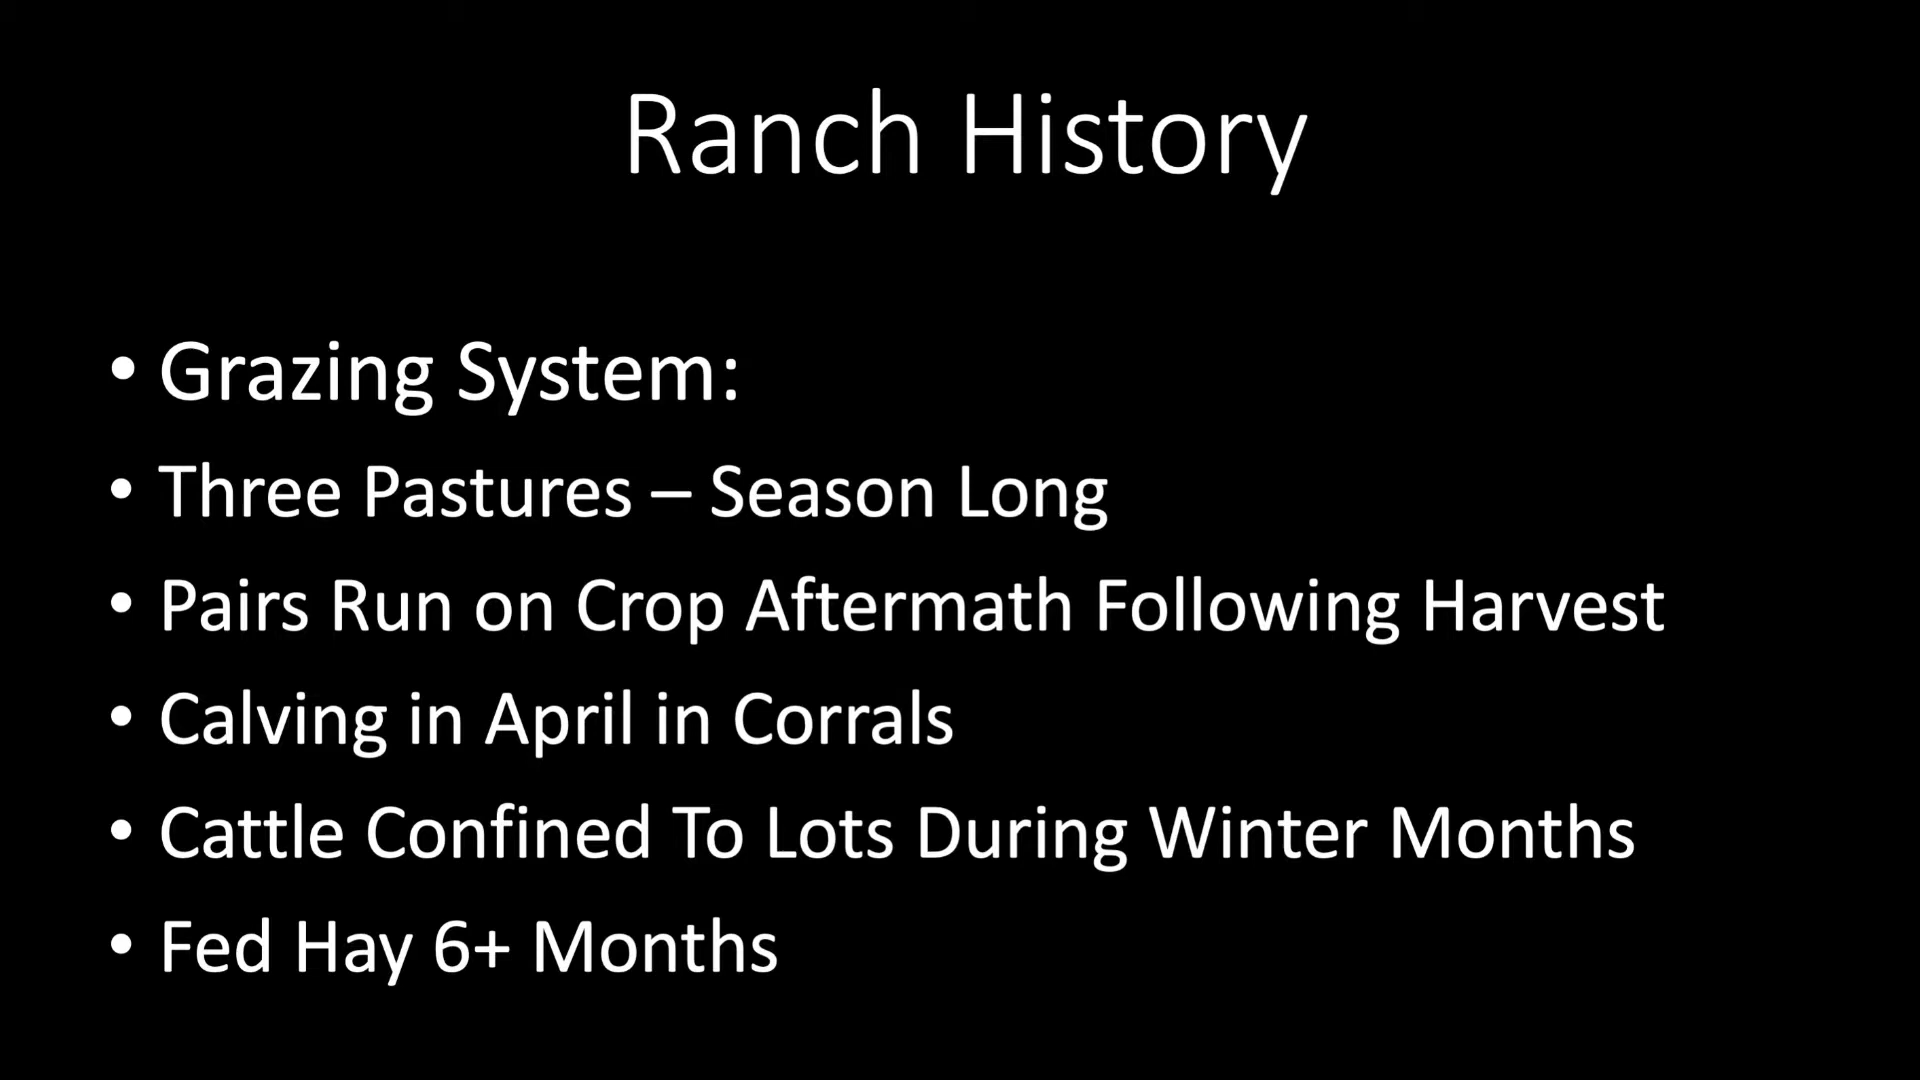 Ranch History
• Grazing System:
• Three Pastures – Season Long
• Pairs Run on Crop Aftermath Following Harvest
• Calving in April in Corrals
• Cattle Confined To Lots During Winter Months
• Fed Hay 6+ Months